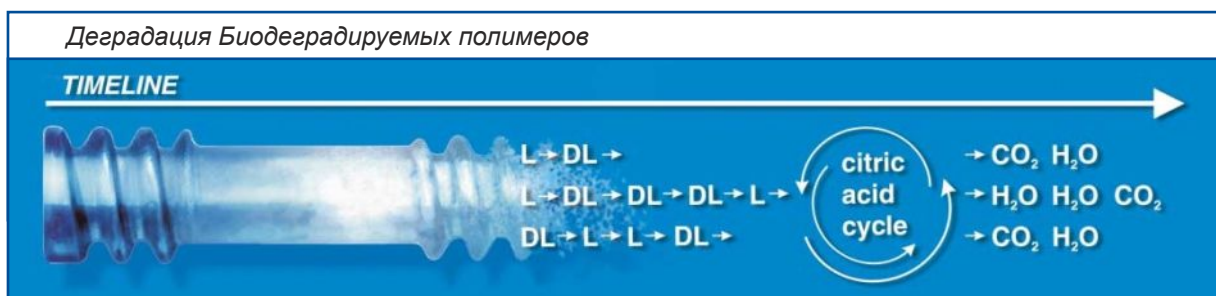 Деградация Биодеградируемых полимеров
TIMELINE
L→DL→
L→DL→DL→DL→L→
DL→L→L→DL→
citric
acid
cycle
→CO₂ H₂O
→H₂O H₂O CO₂
→CO₂ H₂O